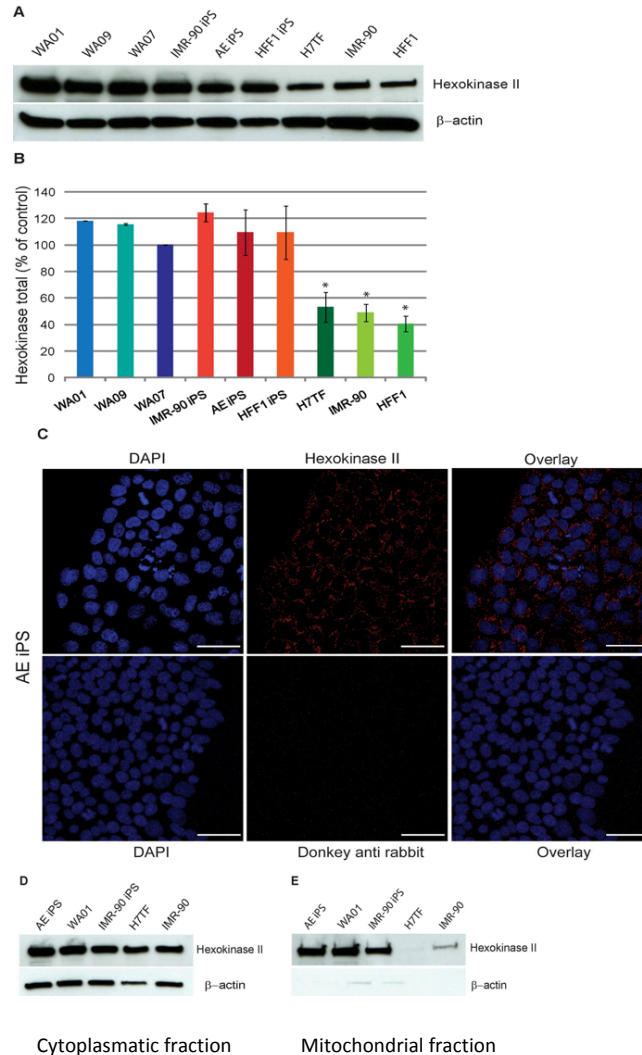 A
WA01 WA09 WA07 IMR-90 iPS AE iPS HFF1 iPS H7TF IMR-90 HFF1
Hexokinase II
β–actin
B
Hexokinase total (% of control)
140
120
100
80
60
40
20
0
WA01 WA09 WA07 IMR-90 iPS AE iPS HFF1 iPS H7TF IMR-90 HFF1
* * *
C
DAPI Hexokinase II Overlay
AE iPS
DAPI Donkey anti rabbit Overlay
D
AE iPS WA01 IMR-90 iPS H7TF IMR-90
Hexokinase II
β–actin
E
AE iPS WA01 IMR-90 iPS H7TF IMR-90
Hexokinase II
β–actin
Cytoplasmatic fraction Mitochondrial fraction